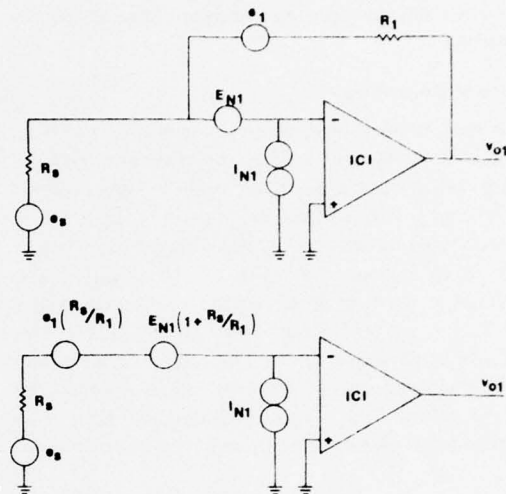 e1
R1
EN1
IN1
IC1
-
+
vo1
Rs
es
e1(Rs/R1)
EN1(1 + Rs/R1)
IN1
IC1
-
+
vo1
Rs
es